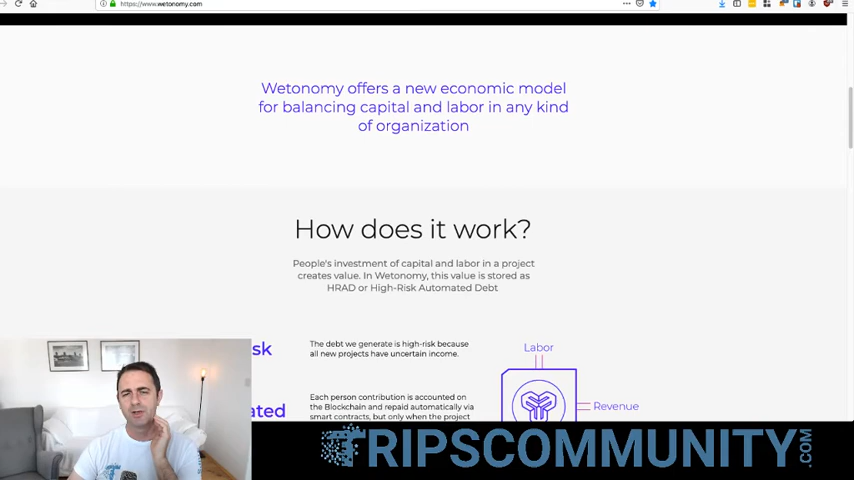 https://www.wetonomy.com
Wetonomy offers a new economic model
for balancing capital and labor in any kind
of organization
How does it work?
People's investment of capital and labor in a project
creates value. In Wetonomy, this value is stored as
HRAD or High-Risk Automated Debt
sk
The debt we generate is high-risk because
all new projects have uncertain income.
Labor
ated
Each person contribution is accounted on
the Blockchain and repaid automatically via
smart contracts, but only when the project
Revenue
TRIPSCOMMUNITY.COM